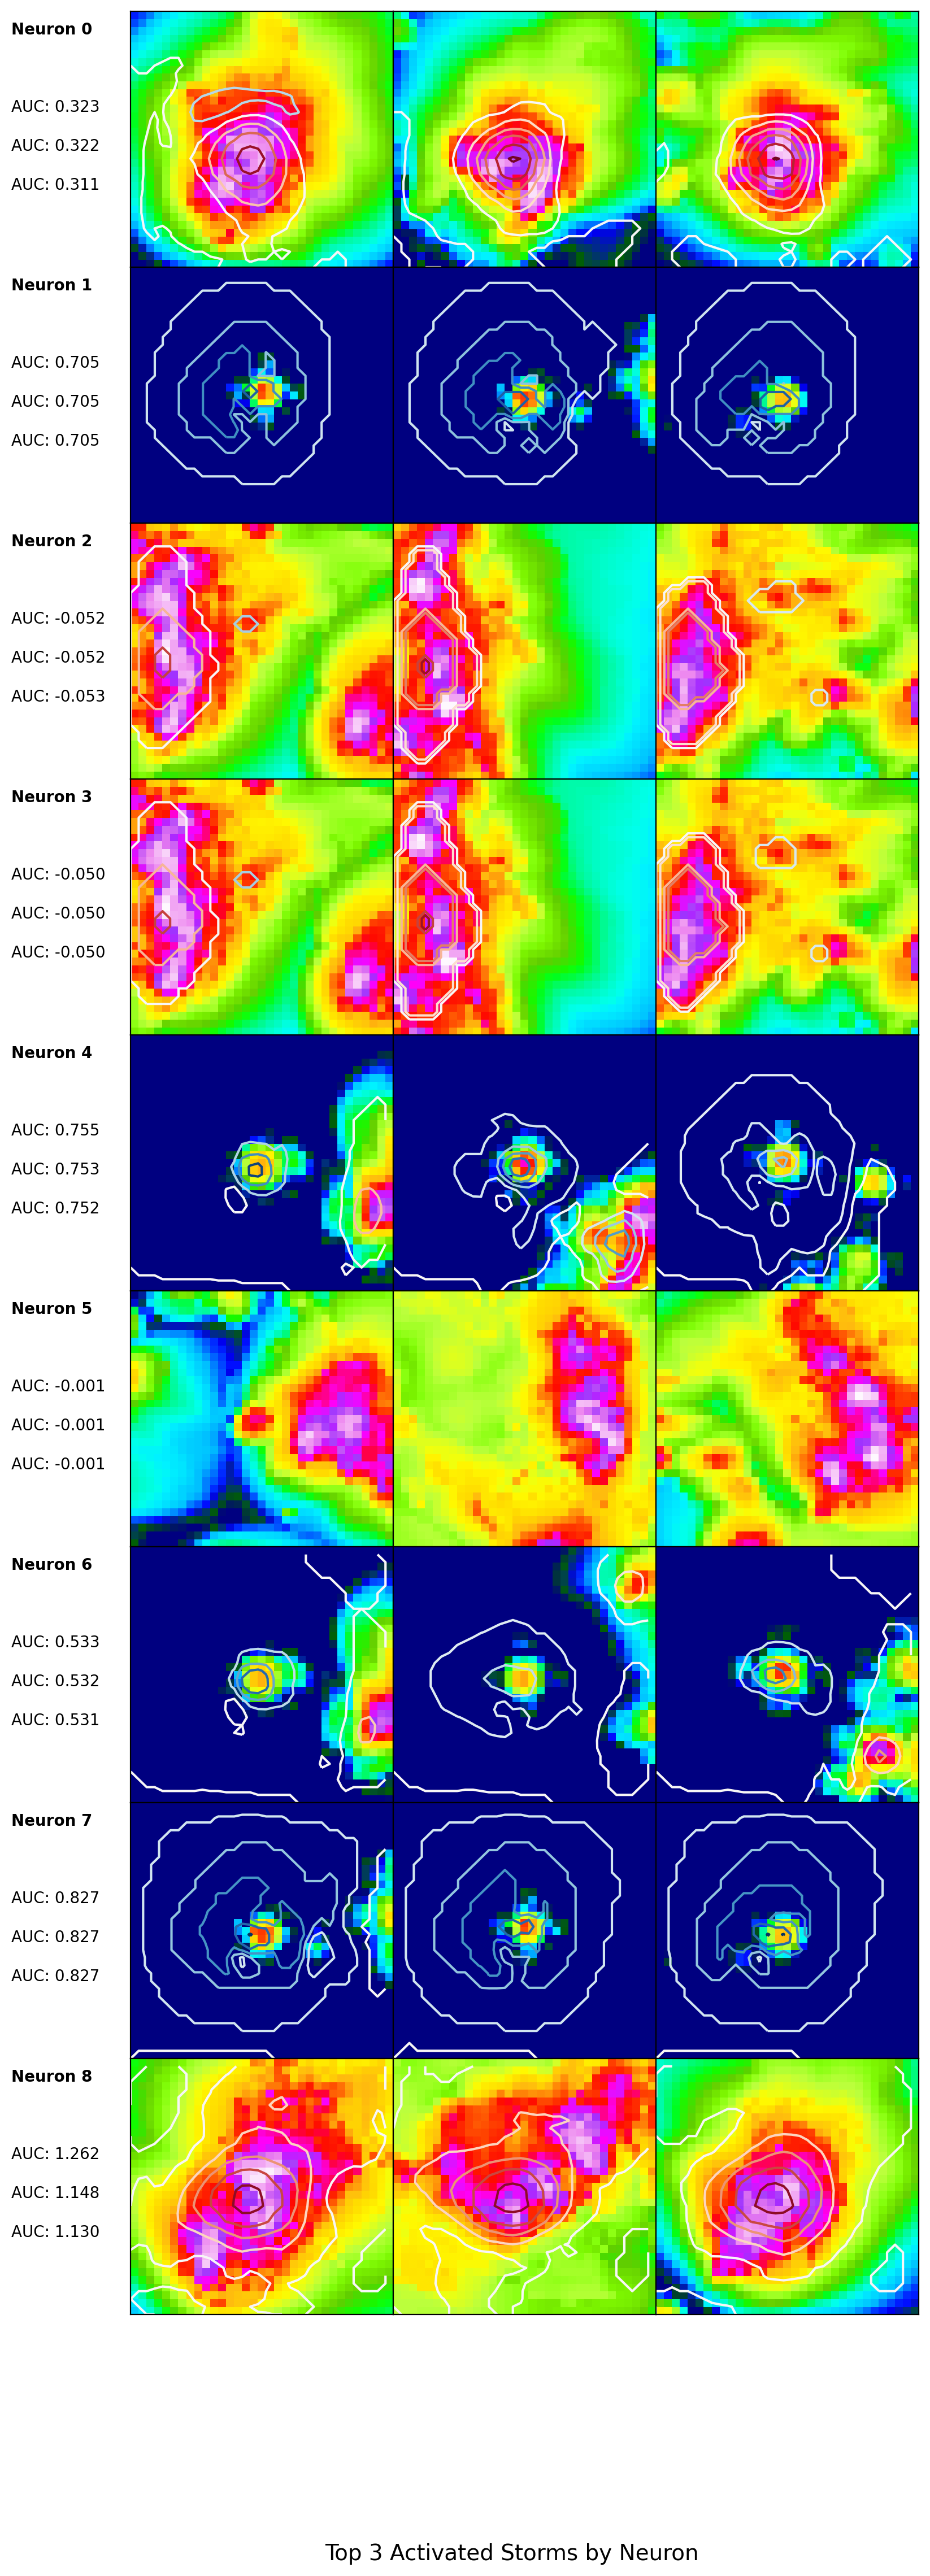 Neuron 0
AUC: 0.323
AUC: 0.322
AUC: 0.311
Neuron 1
AUC: 0.705
AUC: 0.705
AUC: 0.705
Neuron 2
AUC: -0.052
AUC: -0.052
AUC: -0.053
Neuron 3
AUC: -0.050
AUC: -0.050
AUC: -0.050
Neuron 4
AUC: 0.755
AUC: 0.753
AUC: 0.752
Neuron 5
AUC: -0.001
AUC: -0.001
AUC: -0.001
Neuron 6
AUC: 0.533
AUC: 0.532
AUC: 0.531
Neuron 7
AUC: 0.827
AUC: 0.827
AUC: 0.827
Neuron 8
AUC: 1.262
AUC: 1.148
AUC: 1.130
Top 3 Activated Storms by Neuron